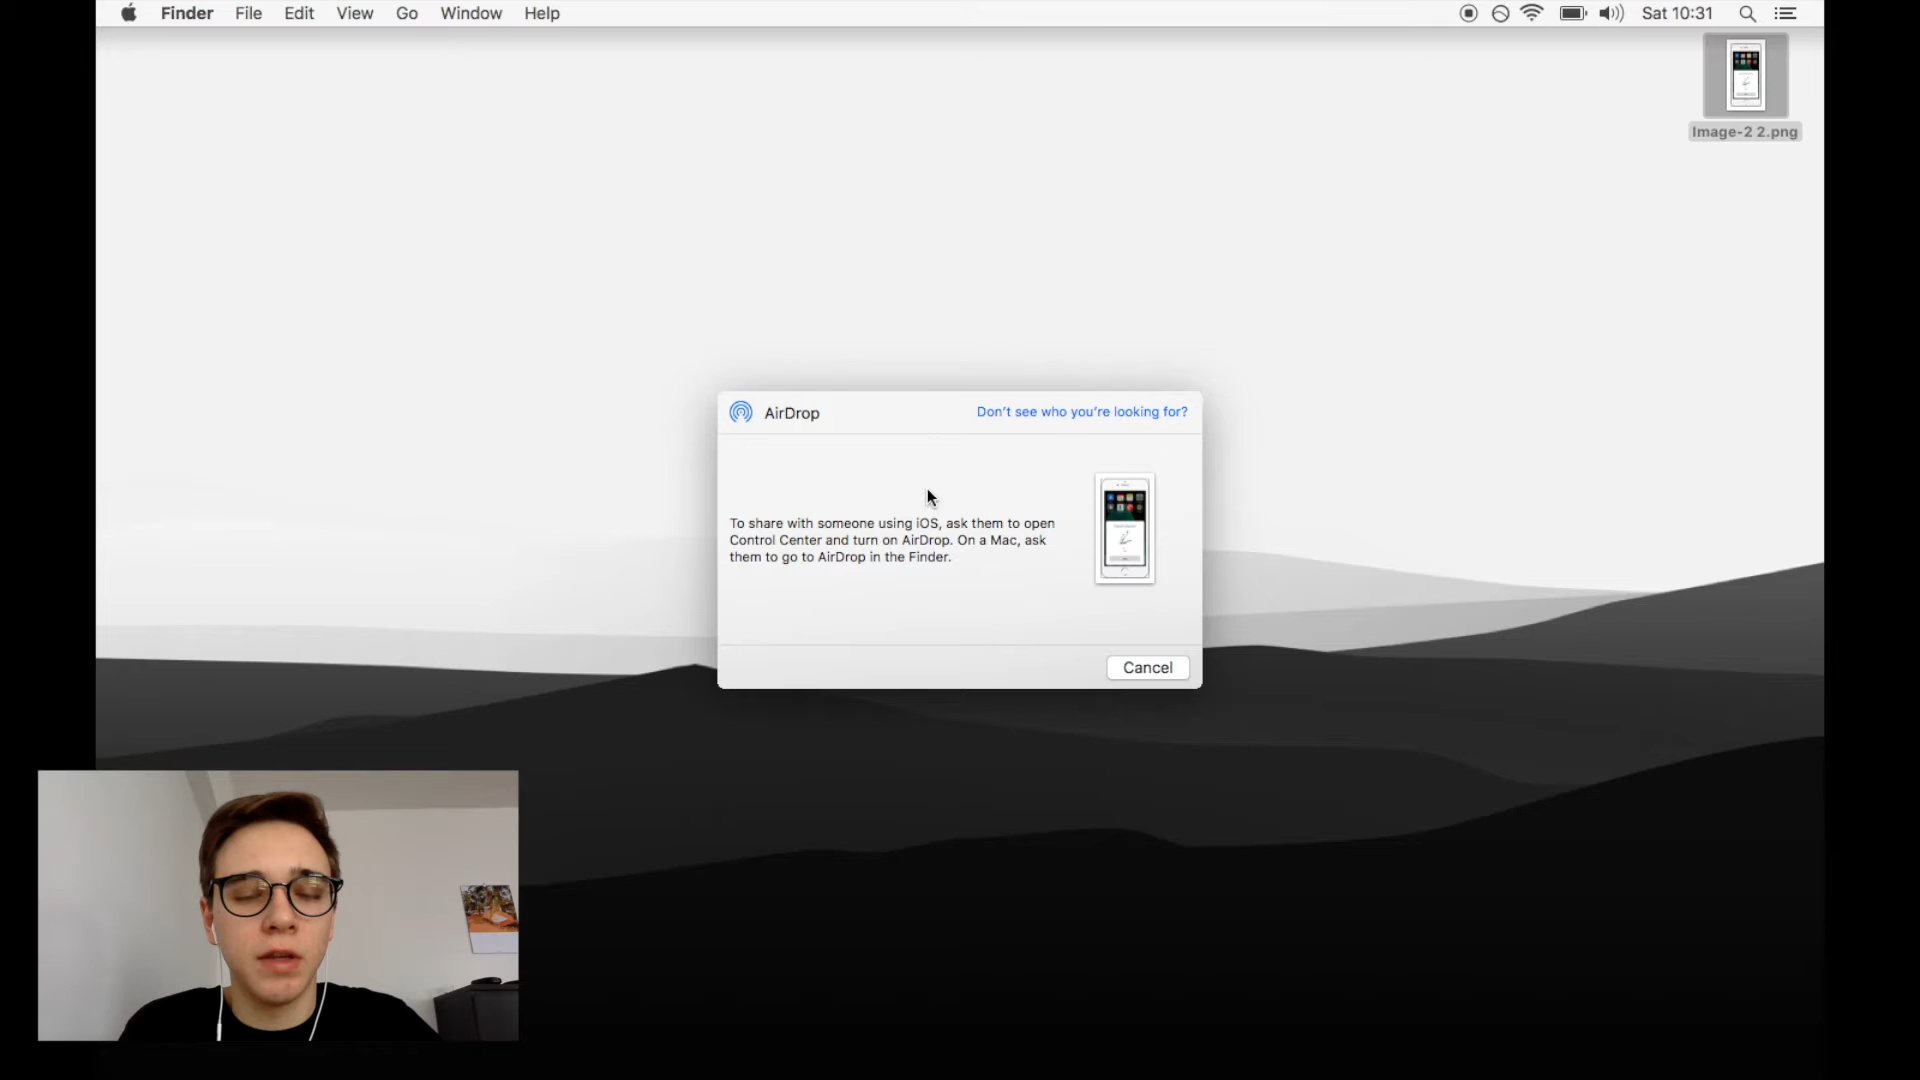 Finder File Edit View Go Window Help Sat 10:31
Image-2 2.png
AirDrop Don't see who you're looking for?
To share with someone using iOS, ask them to open
Control Center and turn on AirDrop. On a Mac, ask
them to go to AirDrop in the Finder.
Cancel